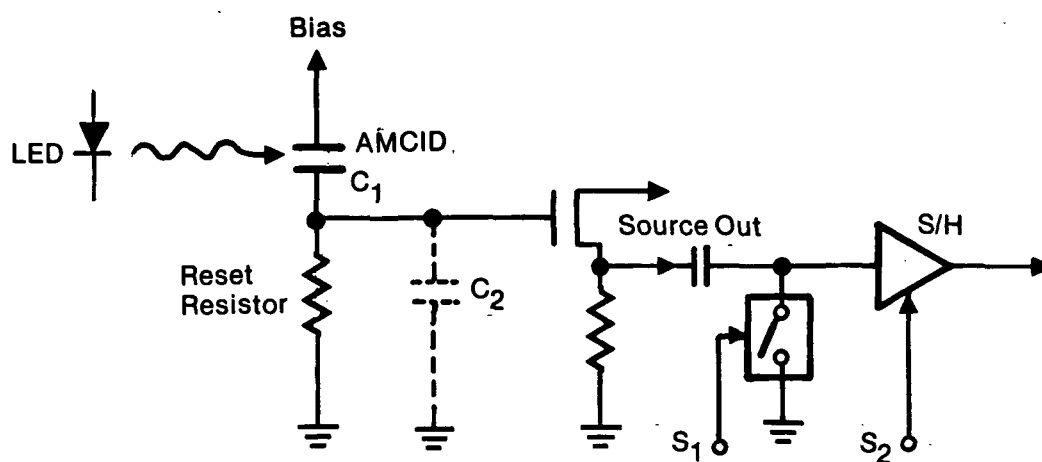 Bias
LED
AMCID
C1
Source Out
S/H
Reset
Resistor
C2
S1
S2